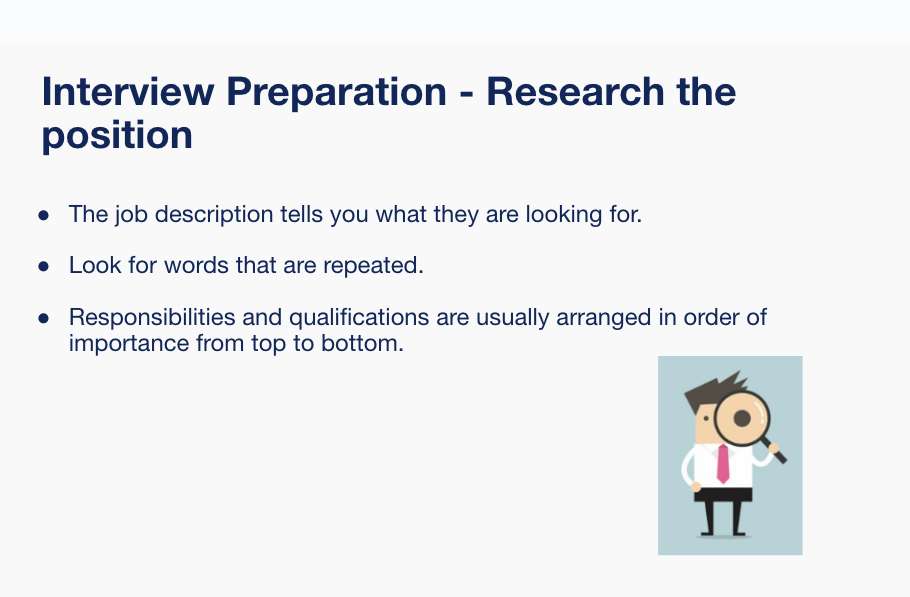 Interview Preparation - Research the
position
● The job description tells you what they are looking for.
● Look for words that are repeated.
● Responsibilities and qualifications are usually arranged in order of
importance from top to bottom.